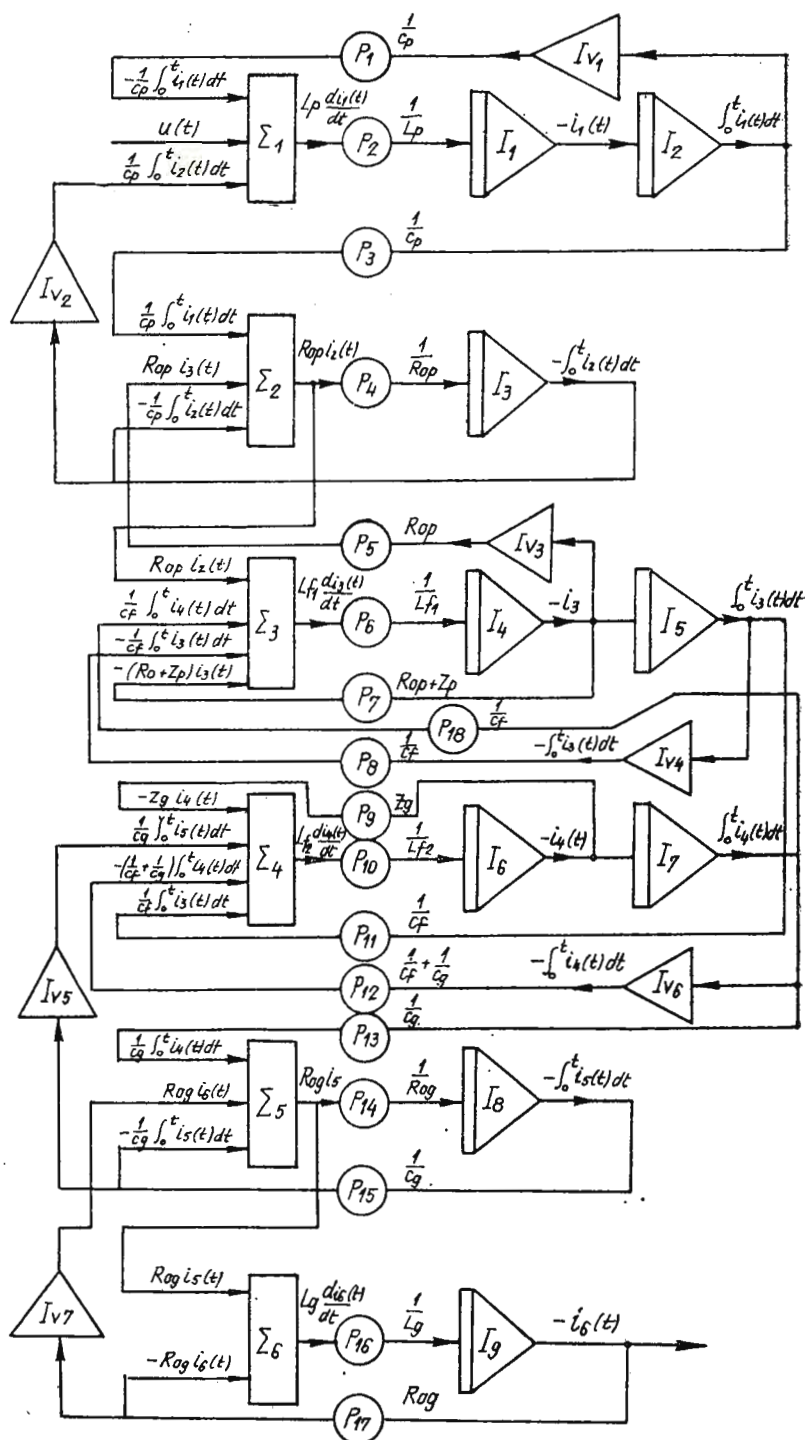 P₁ 1/cp Iv₁
-1/cp ∫₀ᵗ i₁(t)dt
u(t)
1/cp ∫₀ᵗ i₂(t)dt
Σ₁ Lp di₁(t)/dt P₂ 1/Lp I₁ -i₁(t) I₂ ∫₀ᵗ i₁(t)dt
P₃ 1/cp
Iv₂
1/cp ∫₀ᵗ i₁(t)dt
Rop i₃(t)
-1/cp ∫₀ᵗ i₂(t)dt
Σ₂ Rop i₂(t) P₄ 1/Rop I₃ -∫₀ᵗ i₂(t)dt
P₅ Rop Iv₃
Rop i₂(t)
1/cf ∫₀ᵗ i₄(t)dt
-1/cf ∫₀ᵗ i₃(t)dt
-(Ro+Zp)i₃(t)
Σ₃ Lf₁ di₃(t)/dt P₆ 1/Lf₁ I₄ -i₃ I₅ ∫₀ᵗ i₃(t)dt
P₇ Rop+Zp
P₁₈ 1/cf
P₈ 1/cf -∫₀ᵗ i₃(t)dt Iv₄
P₉ Zg
-Zg i₄(t)
1/cg ∫₀ᵗ i₅(t)dt
-(1/cf + 1/cg)∫₀ᵗ i₄(t)dt
1/cf ∫₀ᵗ i₃(t)dt
Σ₄ Lf₂ di₄(t)/dt P₁₀ 1/Lf₂ I₆ -i₄(t) I₇ ∫₀ᵗ i₄(t)dt
P₁₁ 1/cf
Iv₅
P₁₂ 1/cf + 1/cg -∫₀ᵗ i₄(t)dt Iv₆
P₁₃ 1/cg
1/cg ∫₀ᵗ i₄(t)dt
Rog i₆(t)
-1/cg ∫₀ᵗ i₅(t)dt
Σ₅ Rog i₅ P₁₄ 1/Rog I₈ -∫₀ᵗ i₅(t)dt
P₁₅ 1/cg
Iv₇
Rog i₅(t)
-Rog i₆(t)
Σ₆ Lg di₆(t)/dt P₁₆ 1/Lg I₉ -i₆(t)
P₁₇ Rog